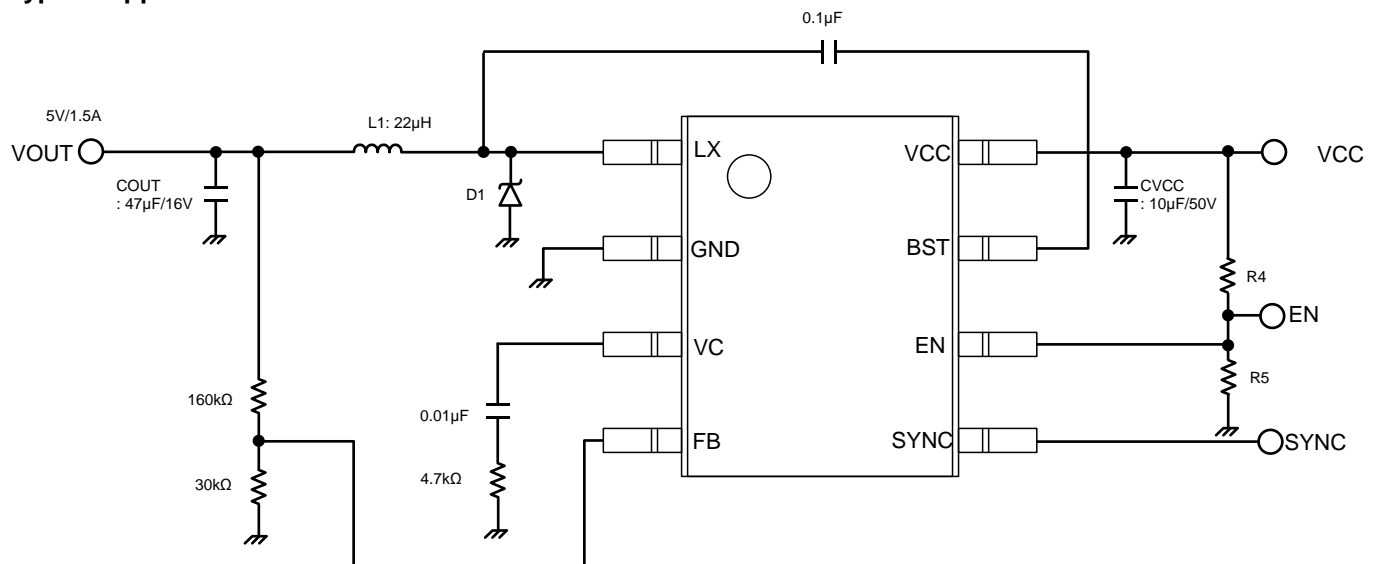 0.1µF
5V/1.5A
L1: 22µH
VOUT
LX
VCC
VCC
COUT
: 47µF/16V
D1
CVCC
: 10µF/50V
GND
BST
R4
EN
VC
EN
R5
160kΩ
0.01µF
FB
SYNC
SYNC
30kΩ
4.7kΩ